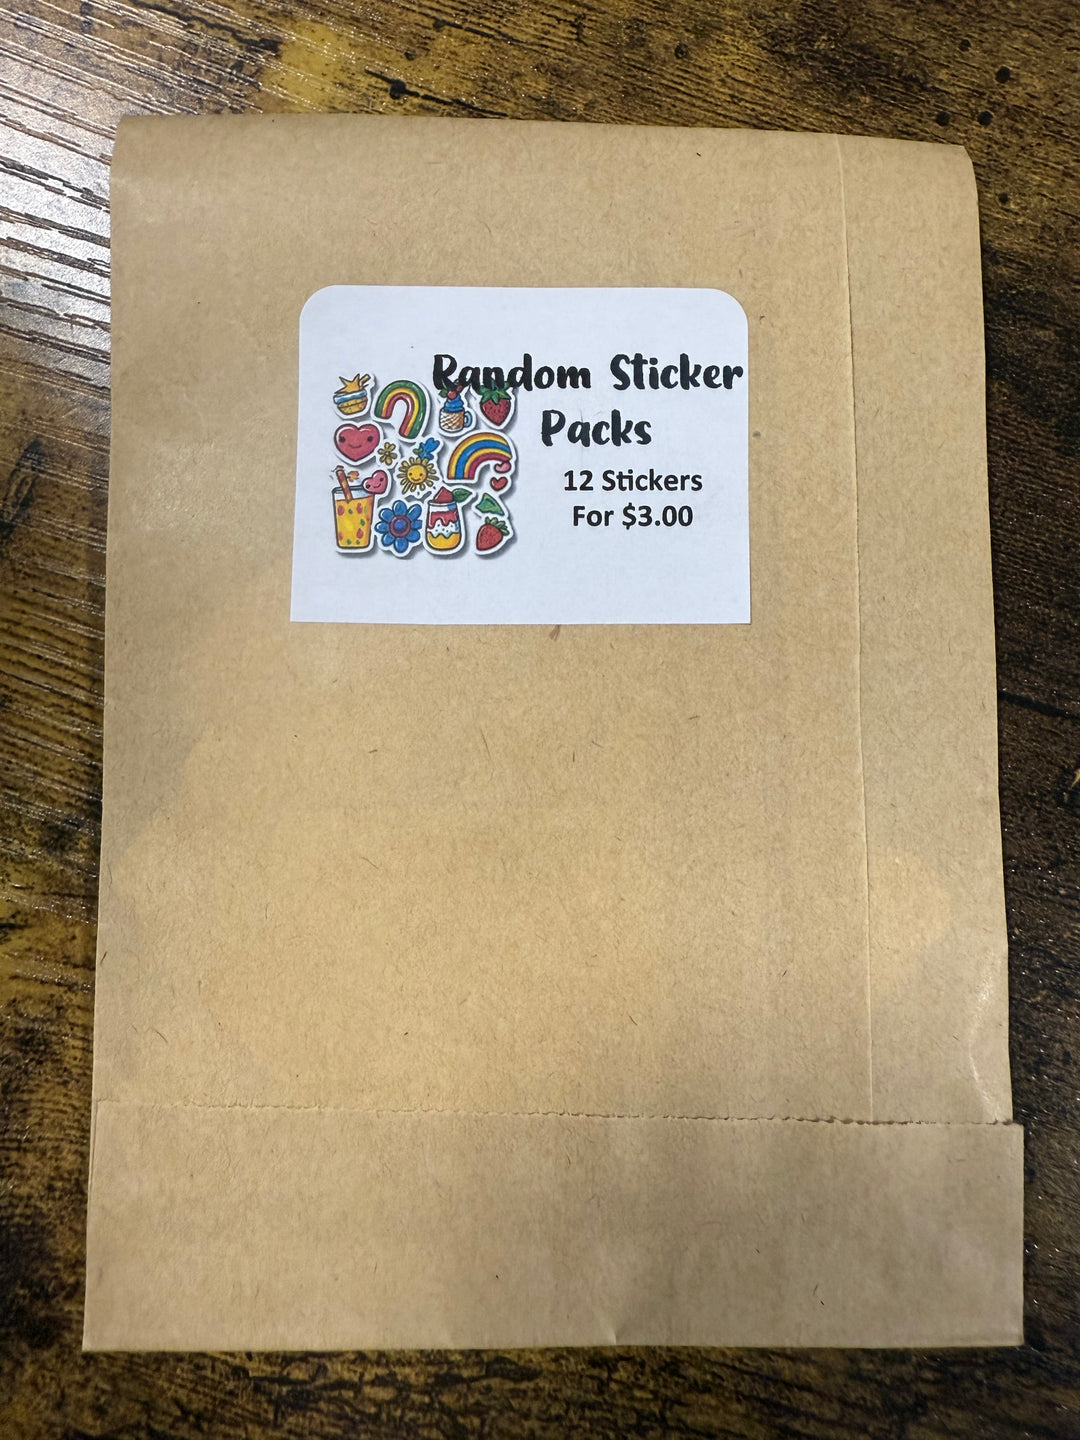 Random Sticker
Packs
12 Stickers
For $3.00